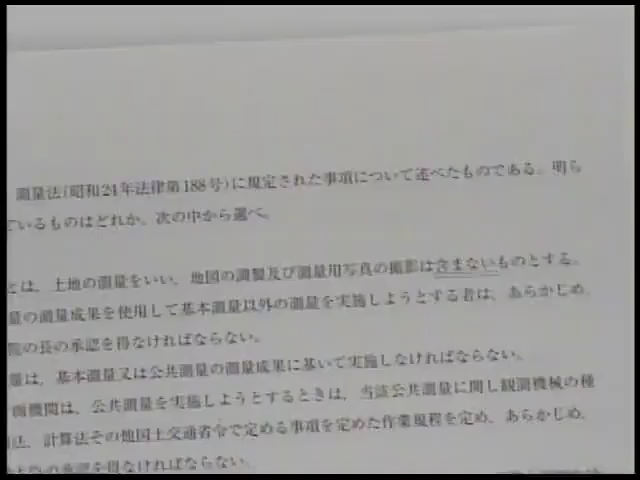 測量法(昭和24年法律第188号)に規定された事項について述べたものである。明ら
ているものはどれか。次の中から選べ。
とは、土地の測量をいい、地図の調製及び測量用写真の撮影は含まないものとする。
量の測量成果を使用して基本測量以外の測量を実施しようとする者は、あらかじめ、
院の長の承認を得なければならない。
量は、基本測量又は公共測量の測量成果に基いて実施しなければならない。
画機関は、公共測量を実施しようとするときは、当該公共測量に関し観測機械の種
法、計算法その他国土交通省令で定める事項を定めた作業規程を定め、あらかじめ、
の承認を得なければならない。